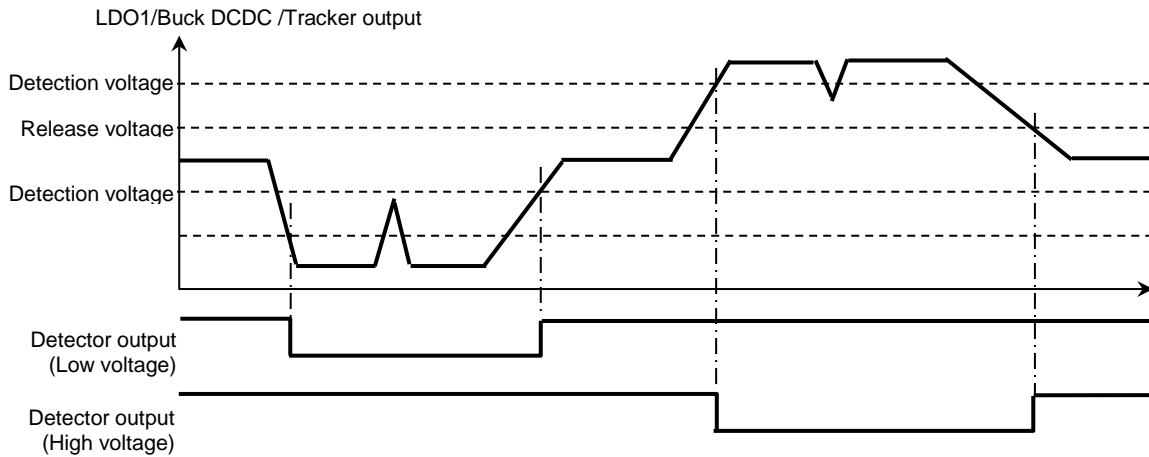 LDO1/Buck DCDC /Tracker output
Detection voltage
Release voltage
Detection voltage
Detector output
(Low voltage)
Detector output
(High voltage)